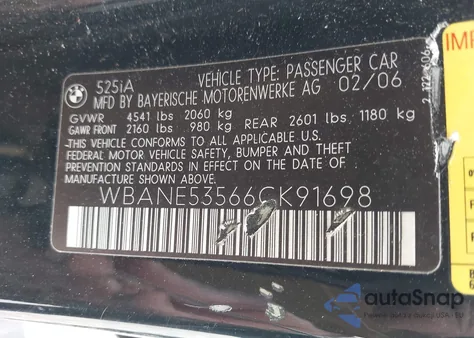 525iA VEHICLE TYPE: PASSENGER CAR
MFD BY BAYERISCHE MOTORENWERKE AG 02/06
GVWR 4541 lbs 2060 kg
GAWR FRONT 2160 lbs 980 kg REAR 2601 lbs 1180 kg
THIS VEHICLE CONFORMS TO ALL APPLICABLE U.S.
FEDERAL MOTOR VEHICLE SAFETY, BUMPER AND THEFT
PREVENTION STANDARDS IN EFFECT ON THE DATE OF
MANUFACTURE SHOWN ABOVE.
WBANE53566CK91698
IMP
autoSnap